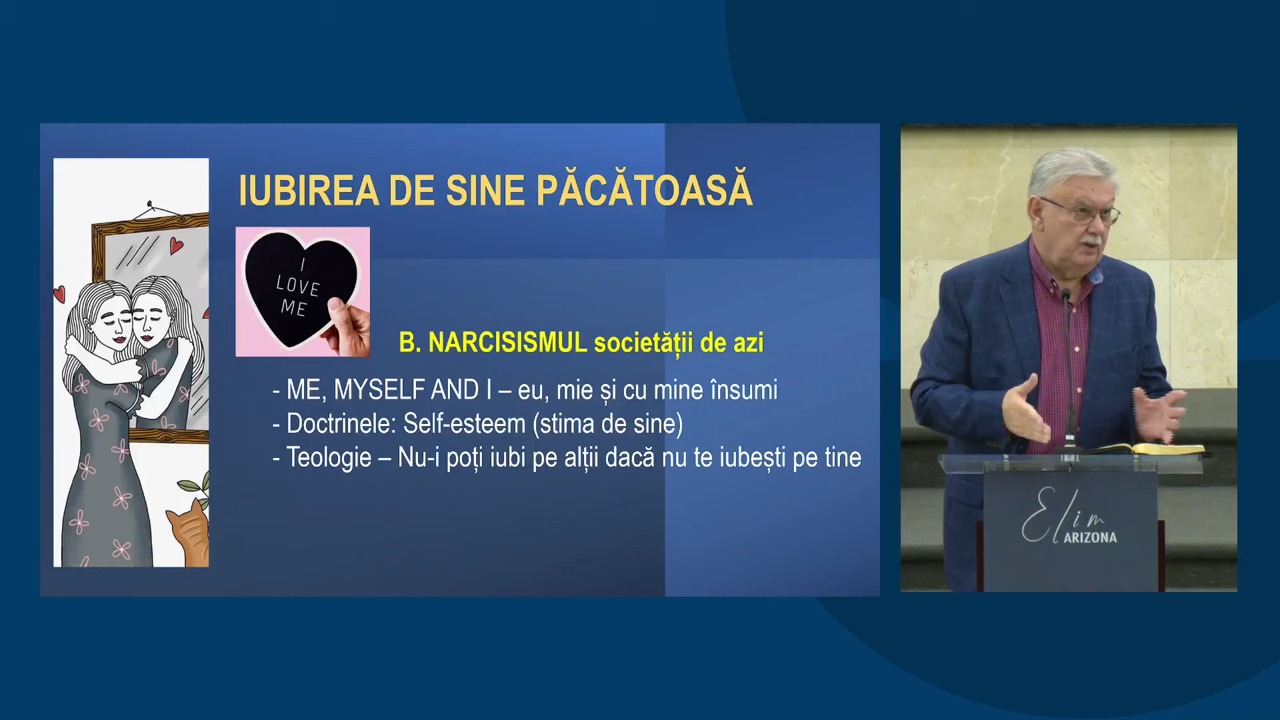 IUBIREA DE SINE PĂCĂTOASĂ
I
LOVE
ME
B. NARCISISMUL societății de azi
- ME, MYSELF AND I – eu, mie și cu mine însumi
- Doctrinele: Self-esteem (stima de sine)
- Teologie – Nu-i poți iubi pe alții dacă nu te iubești pe tine
Elim
ARIZONA